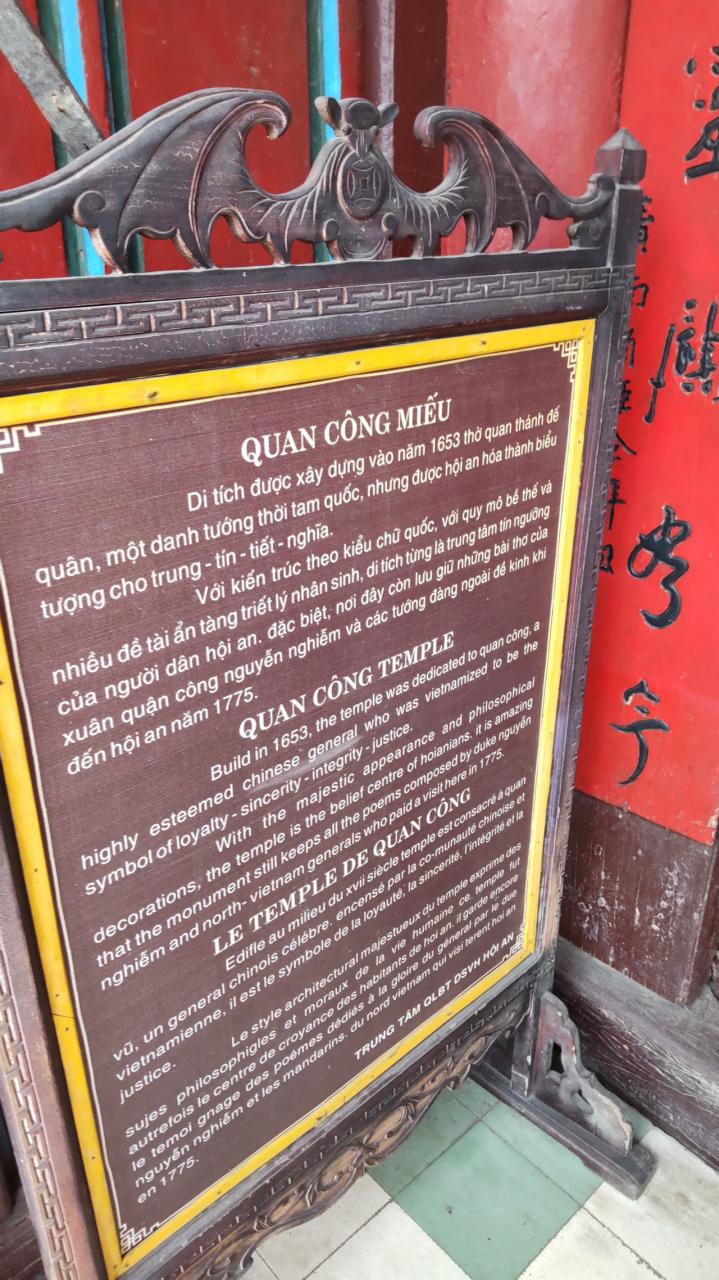 QUAN CÔNG MIẾU
Di tích được xây dựng vào năm 1653 thờ quan thánh đế
quân, một danh tướng thời tam quốc, nhưng được hội an hóa thành biểu
tượng cho trung - tín - tiết - nghĩa.
Với kiến trúc theo kiểu chữ quốc, với quy mô bề thế và
nhiều đề tài ẩn tàng triết lý nhân sinh, di tích từng là trung tâm tín ngưỡng
của người dân hội an. đặc biệt, nơi đây còn lưu giữ những bài thơ của
xuân quận công nguyễn nghiễm và các tướng đàng ngoài đề kinh khi
đến hội an năm 1775.
QUAN CÔNG TEMPLE
Build in 1653, the temple was dedicated to quan công, a
highly esteemed chinese general who was vietnamized to be the
symbol of loyalty - sincerity - integrity - justice.
With the majestic appearance and philosophical
decorations, the temple is the belief centre of hoianians. it is amazing
that the monument still keeps all the poems composed by duke nguyễn
nghiễm and north- vietnam generals who paid a visit here in 1775.
LE TEMPLE DE QUAN CÔNG
Edifle au milieu du xvii siècle temple est consacré à quan
vũ, un general chinois célébre. encensé par la co-munauté chinoise et
vietnamienne, il est le symbole de la loyauté, la sincerité, l'intégrité et la
justice.
Le style architectural majestueux du temple exprime des
sujes philosophigles et moraux de la vie humaine ce temple fut
autrefois le centre de croyance des habitants de hoi an. il garde encore
le temoi gnage des poémes dédiés à la gloire du général par le due
nguyễn nghiễm et les mandarins. du nord vietnam qui visi terent hoi an
en 1775.
TRUNG TÂM QLBT DSVH HỘI AN
今